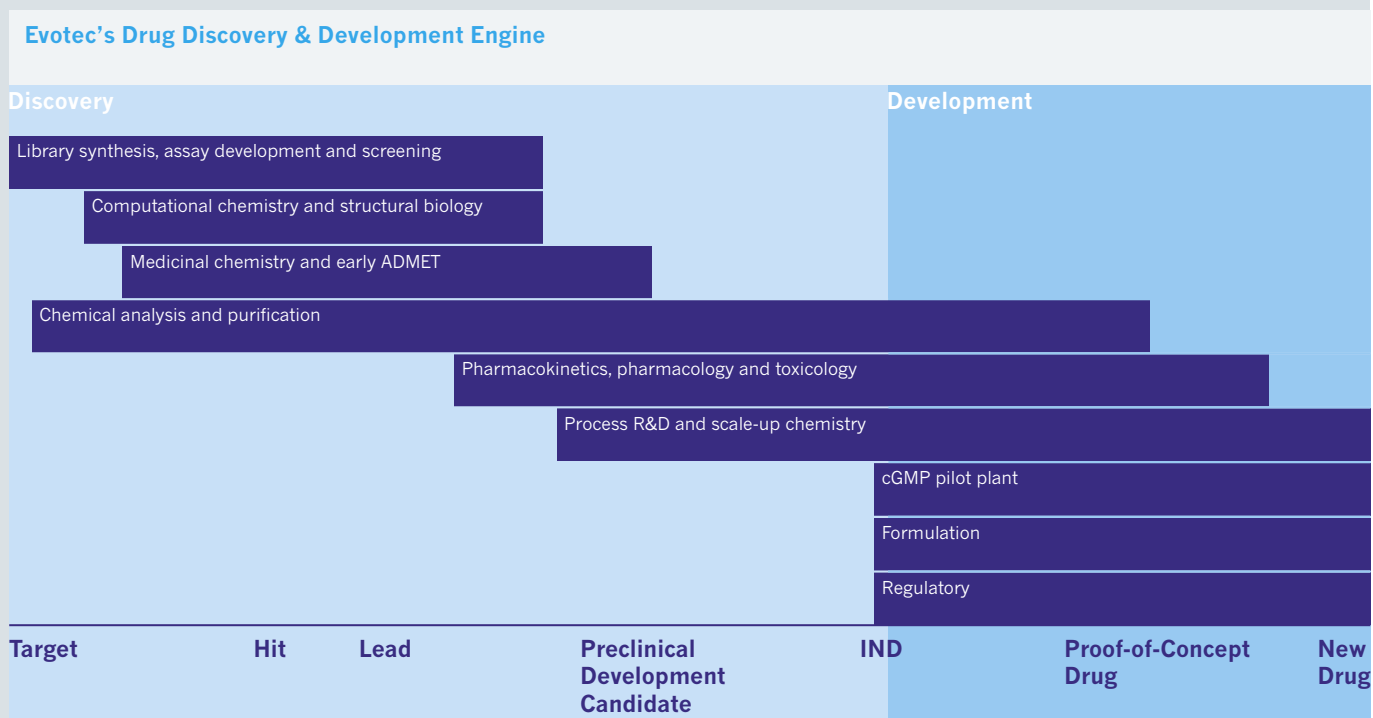 Evotec’s Drug Discovery & Development Engine
Discovery
Development
Library synthesis, assay development and screening
Computational chemistry and structural biology
Medicinal chemistry and early ADMET
Chemical analysis and purification
Pharmacokinetics, pharmacology and toxicology
Process R&D and scale-up chemistry
cGMP pilot plant
Formulation
Regulatory
Target
Hit
Lead
Preclinical
Development
Candidate
IND
Proof-of-Concept
Drug
New
Drug